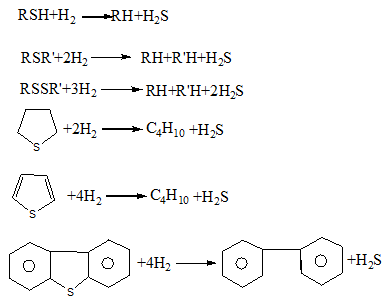 RSH+H₂ ⟶ RH+H₂S
RSR'+2H₂ ⟶ RH+R'H+H₂S
RSSR'+3H₂ ⟶ RH+R'H+2H₂S
S +2H₂ ⟶ C₄H₁₀ +H₂S
S +4H₂ ⟶ C₄H₁₀ +H₂S
S +4H₂ ⟶ +H₂S